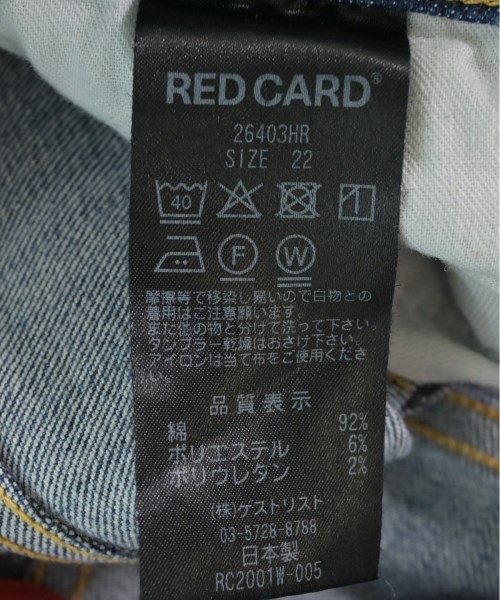 RED CARD®
26403HR
SIZE 22
40
F W
摩擦等で移染し易いので白物との
着用はご注意願います。
また他の物と分けて洗って下さい。
タンブラー乾燥はおさけ下さい。
アイロンは当て布をご使用くださ
い。
品質表示
綿 92%
ポリエステル 6%
ポリウレタン 2%
(株)ゲストリスト
03-5728-8788
日本製
RC2001W-005